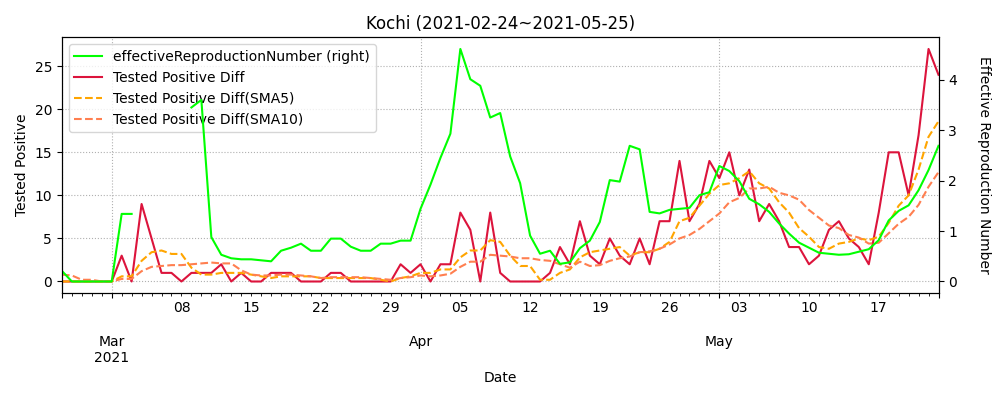 Kochi (2021-02-24~2021-05-25)
effectiveReproductionNumber (right)
Tested Positive Diff
Tested Positive Diff(SMA5)
Tested Positive Diff(SMA10)
Tested Positive
25
20
15
10
5
0
Effective Reproduction Number
4
3
2
1
0
08 15 22 29 05 12 19 26 03 10 17
Mar Apr May
2021
Date